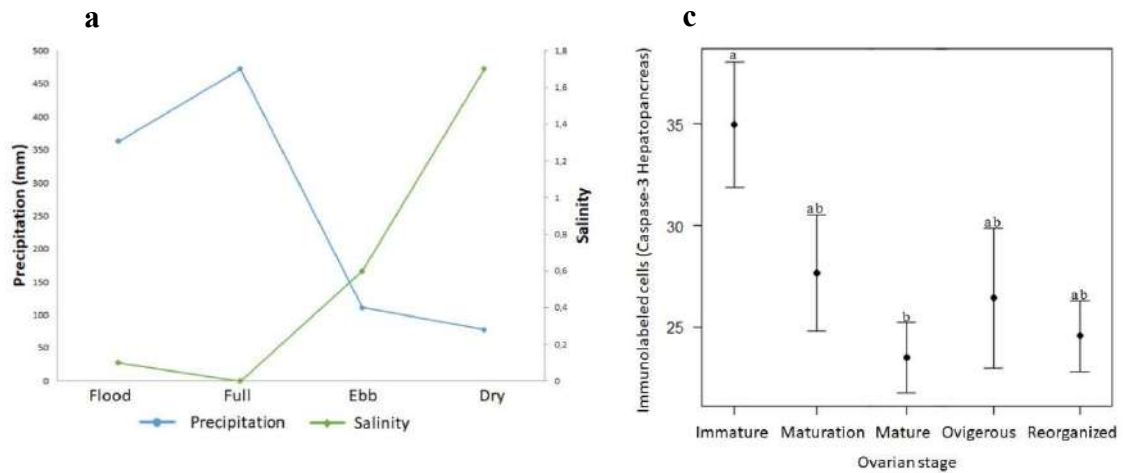 a
Precipitation (mm)
500
450
400
350
300
250
200
150
100
50
0
1,8
1,6
1,4
1,2
1
0,8
0,6
0,4
0,2
0
Salinity
Flood Full Ebb Dry
Precipitation Salinity
c
Immunolabeled cells (Caspase-3 Hepatopancreas)
35
30
25
a
ab
b
ab
ab
Immature Maturation Mature Ovigerous Reorganized
Ovarian stage